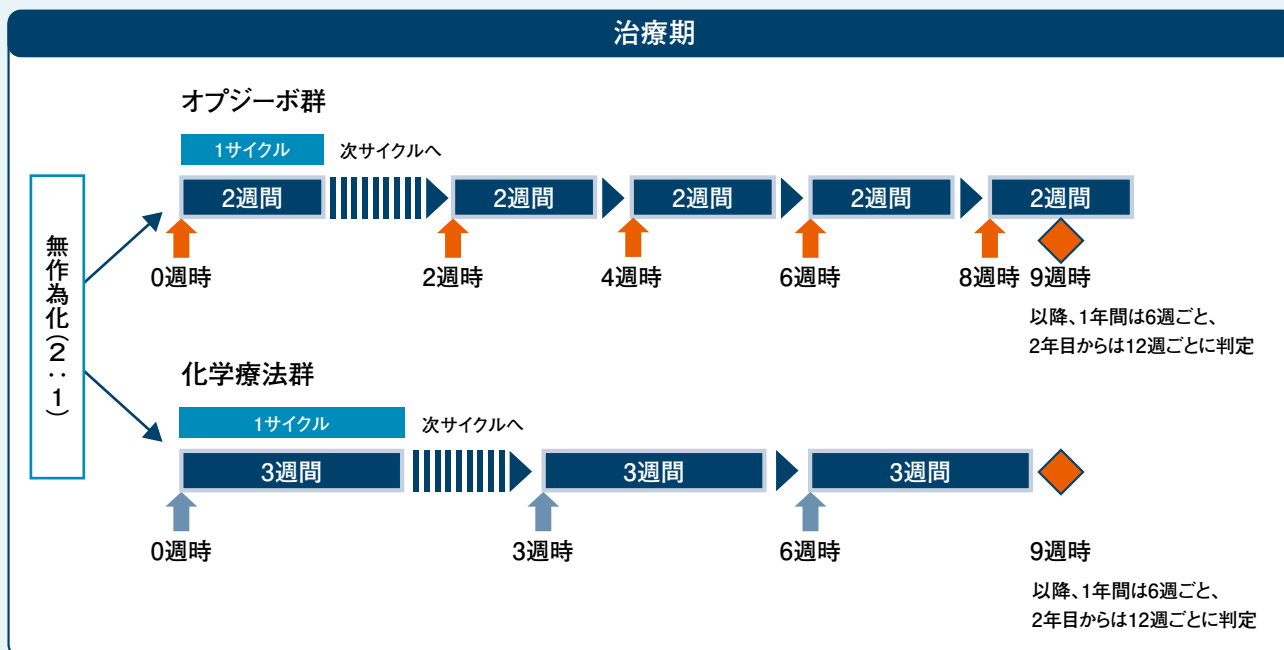 治療期
無作為化(2:1)
オプジーボ群
1サイクル 次サイクルへ
2週間 2週間 2週間 2週間 2週間
0週時 2週時 4週時 6週時 8週時 9週時
以降、1年間は6週ごと、
2年目からは12週ごとに判定
化学療法群
1サイクル 次サイクルへ
3週間 3週間 3週間
0週時 3週時 6週時 9週時
以降、1年間は6週ごと、
2年目からは12週ごとに判定